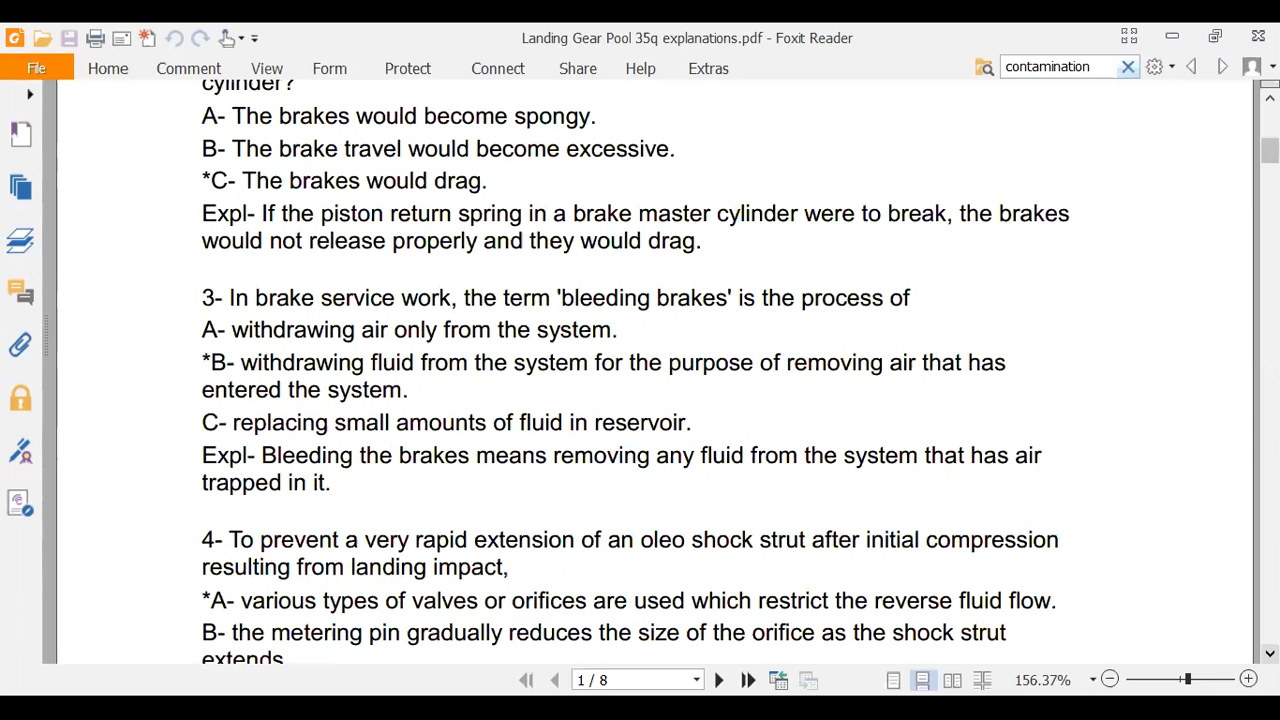 Landing Gear Pool 35q explanations.pdf - Foxit Reader
File Home Comment View Form Protect Connect Share Help Extras contamination
cylinder?
A- The brakes would become spongy.
B- The brake travel would become excessive.
*C- The brakes would drag.
Expl- If the piston return spring in a brake master cylinder were to break, the brakes
would not release properly and they would drag.
3- In brake service work, the term 'bleeding brakes' is the process of
A- withdrawing air only from the system.
*B- withdrawing fluid from the system for the purpose of removing air that has
entered the system.
C- replacing small amounts of fluid in reservoir.
Expl- Bleeding the brakes means removing any fluid from the system that has air
trapped in it.
4- To prevent a very rapid extension of an oleo shock strut after initial compression
resulting from landing impact,
*A- various types of valves or orifices are used which restrict the reverse fluid flow.
B- the metering pin gradually reduces the size of the orifice as the shock strut
extends
1 / 8 156.37%